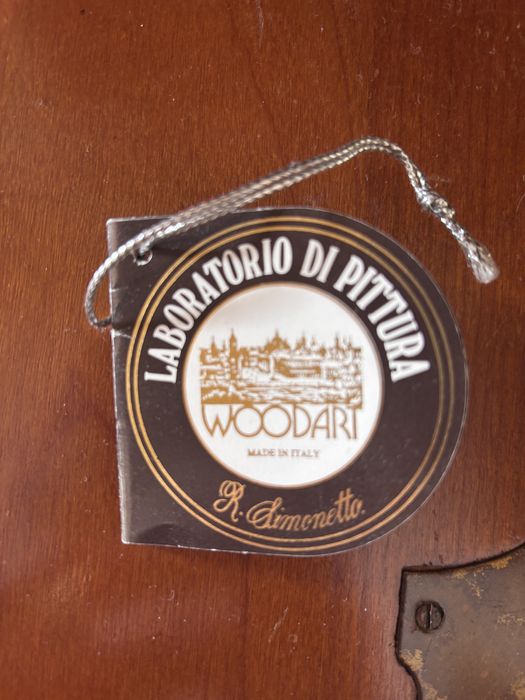 LABORATORIO DI PITTURA
WOODART
MADE IN ITALY
R. Simonetto.